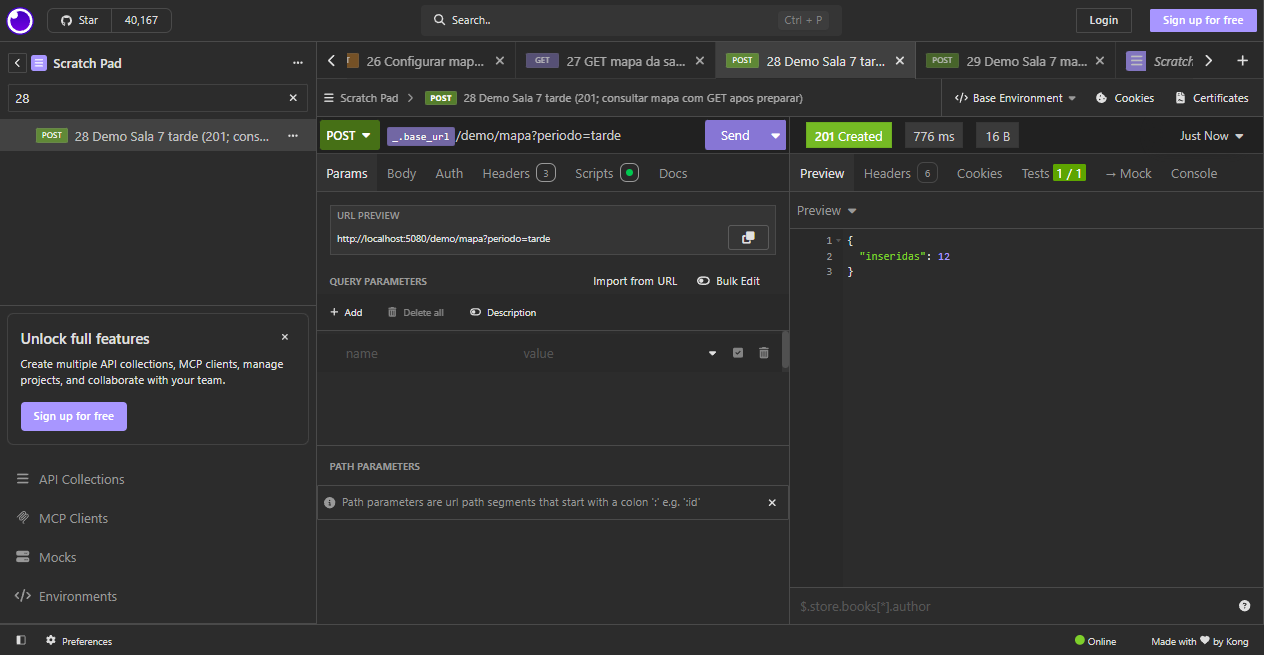 Star 40,167 Search.. Ctrl + P Login Sign up for free
Scratch Pad
26 Configurar map... GET 27 GET mapa da sa... POST 28 Demo Sala 7 tar... POST 29 Demo Sala 7 ma... Scratch
28
Scratch Pad POST 28 Demo Sala 7 tarde (201; consultar mapa com GET apos preparar) Base Environment Cookies Certificates
POST 28 Demo Sala 7 tarde (201; cons...
POST _.base_url /demo/mapa?periodo=tarde Send 201 Created 776 ms 16 B Just Now
Params Body Auth Headers 3 Scripts Docs Preview Headers 6 Cookies Tests 1 / 1 → Mock Console
URL PREVIEW
http://localhost:5080/demo/mapa?periodo=tarde
Preview
1 {
2 "inseridas": 12
3 }
QUERY PARAMETERS Import from URL Bulk Edit
+ Add Delete all Description
name value
Unlock full features
Create multiple API collections, MCP clients, manage
projects, and collaborate with your team.
Sign up for free
PATH PARAMETERS
Path parameters are url path segments that start with a colon ':' e.g. ':id'
API Collections
MCP Clients
Mocks
Environments
$.store.books[*].author
Preferences Online Made with ♥ by Kong